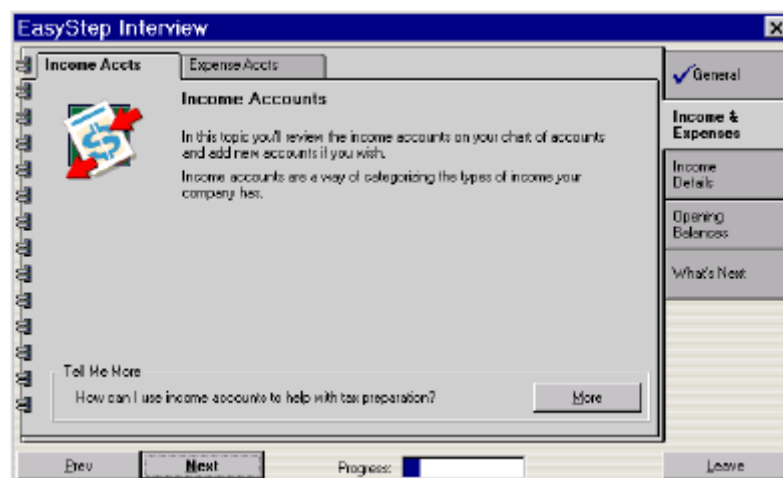 EasyStep Interview
Income Accts
Expense Accts
Income Accounts
In this topic you'll review the income accounts on your chart of accounts
and add new accounts if you wish.
Income accounts are a way of categorizing the types of income your
company has.
Tell Me More
How can I use income accounts to help with tax preparation?
More
General
Income &
Expenses
Income
Details
Opening
Balances
What's Next
Prev
Next
Progress:
Leave